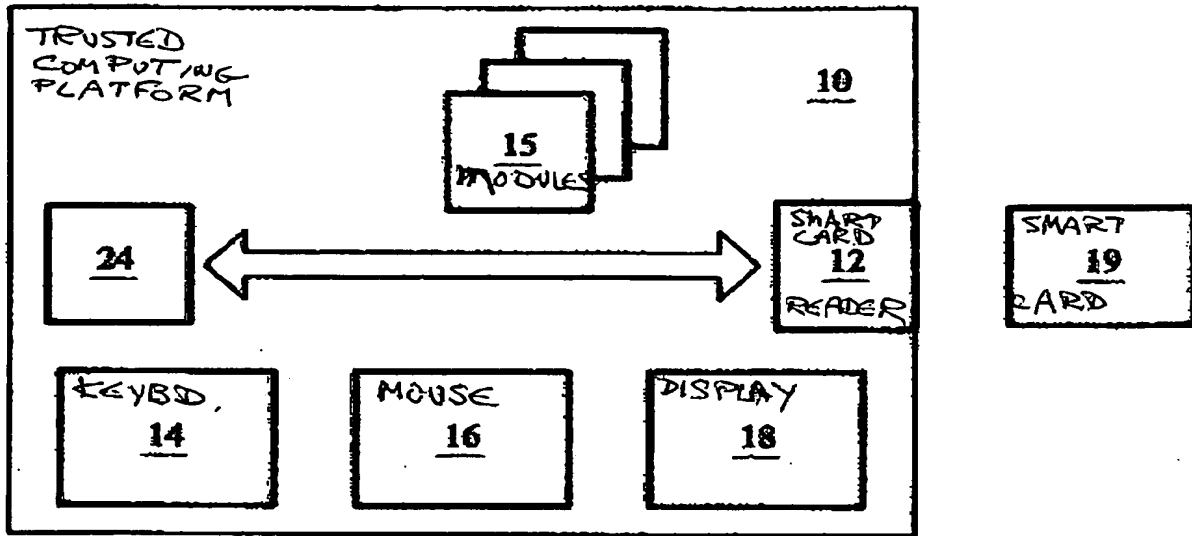 TRUSTED
COMPUTING
PLATFORM
10
15
MODULES
24
SMART
CARD
12
READER
SMART
19
CARD
KEYBD.
14
MOUSE
16
DISPLAY
18